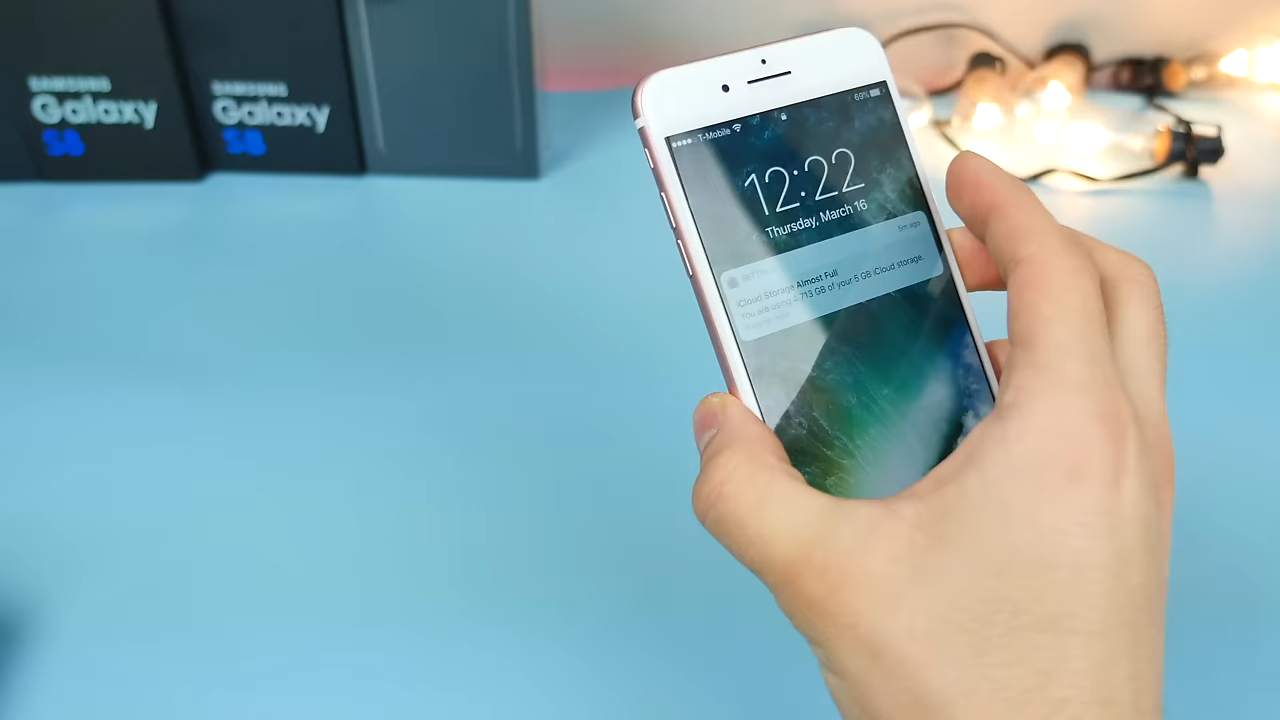 SAMSUNG
Galaxy
S8
SAMSUNG
Galaxy
S8
T-Mobile
69%
12:22
Thursday, March 16
5m ago
iCloud Storage Almost Full
You are using 4.713 GB of your 5 GB iCloud storage.